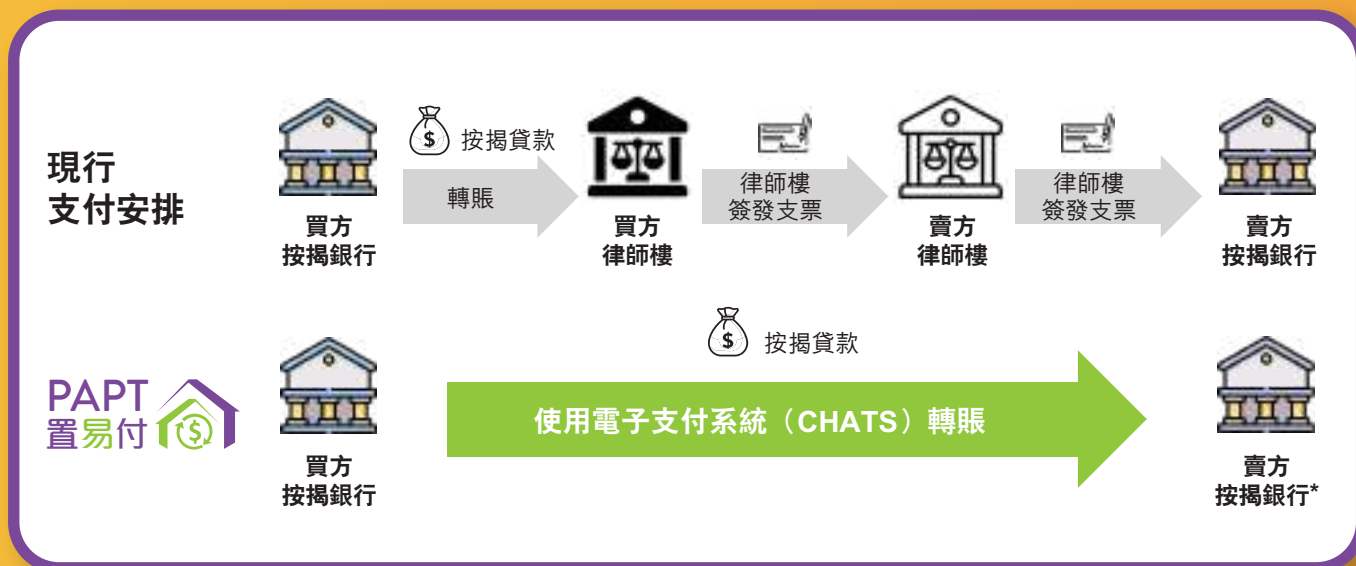 現行
支付安排
$
按揭貸款
轉賬
律師樓
簽發支票
律師樓
簽發支票
買方
按揭銀行
買方
律師樓
賣方
律師樓
賣方
按揭銀行
$
按揭貸款
PAPT
置易付
$
使用電子支付系統（CHATS）轉賬
買方
按揭銀行
賣方
按揭銀行*